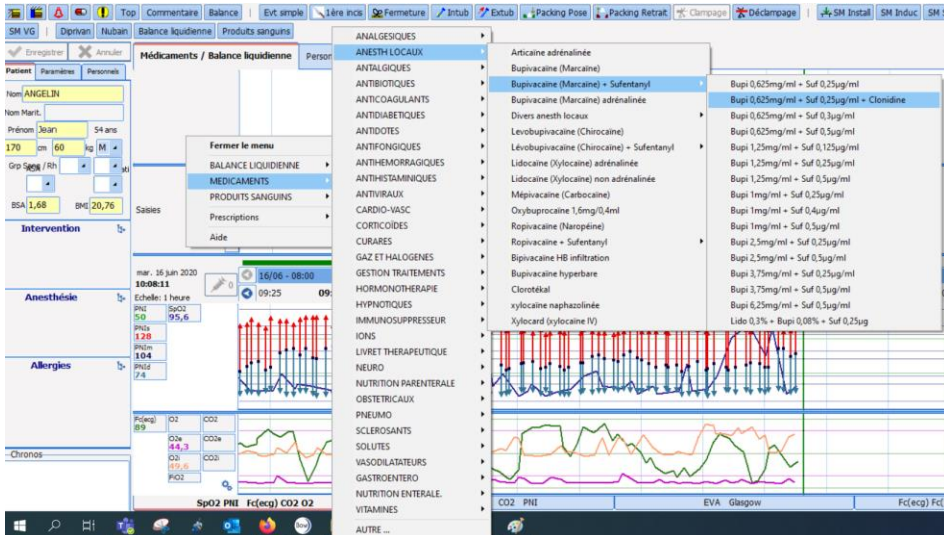 Top Commentaire Balance Evt simple 1ère incis Fermeture Intub Extub Packing Pose Packing Retrait Clampage Déclampage SM Install SM Induc
SM VG Diprivan Nubain Balance liquidienne Produits sanguins
Enregistrer Annuler
Médicaments / Balance liquidienne
Patient Paramètres Personnels
Nom ANGELIN
Nom Marit.
Prénom Jean 54 ans
170 cm 60 kg M
Grp Sang / Rh
BSA 1,68 BMI 20,76
Intervention
Anesthésie
Allergies
Chronos
Saisies
Fermer le menu
BALANCE LIQUIDIENNE
MEDICAMENTS
PRODUITS SANGUINS
Prescriptions
Aide
ANALGESIQUES
ANESTH LOCAUX
ANTALGIQUES
ANTIBIOTIQUES
ANTICOAGULANTS
ANTIDIABETIQUES
ANTIDOTES
ANTIFONGIQUES
ANTIHEMORRAGIQUES
ANTIHISTAMINIQUES
ANTIVIRAUX
CARDIO-VASC
CORTICOÏDES
CURARES
GAZ ET HALOGENES
GESTION TRAITEMENTS
HORMONOTHERAPIE
HYPNOTIQUES
IMMUNOSUPPRESSEUR
IONS
LIVRET THERAPEUTIQUE
NEURO
NUTRITION PARENTERALE
OBSTETRICAUX
PNEUMO
SCLEROSANTS
SOLUTES
VASODILATATEURS
GASTROENTERO
NUTRITION ENTERALE.
VITAMINES
AUTRE ...
Articaïne adrénalinée
Bupivacaïne (Marcaïne)
Bupivacaïne (Marcaïne) + Sufentanyl
Bupivacaïne (Marcaïne) adrénalinée
Divers anesth locaux
Levobupivacaïne (Chirocaïne)
Lévobupivacaïne (Chirocaïne) + Sufentanyl
Lidocaïne (Xylocaïne) adrénalinée
Lidocaïne (Xylocaïne) non adrénalinée
Mépivacaïne (Carbocaïne)
Oxybuprocaïne 1,6mg/0,4ml
Ropivacaïne (Naropéine)
Ropivacaïne + Sufentanyl
Bipivacaïne HB infiltration
Bupivacaïne hyperbare
Clorotékal
xylocaïne naphazolinée
Xylocard (xylocaïne IV)
Bupi 0,625mg/ml + Suf 0,25µg/ml
Bupi 0,625mg/ml + Suf 0,25µg/ml + Clonidine
Bupi 0,625mg/ml + Suf 0,3µg/ml
Bupi 0,625mg/ml + Suf 0,5µg/ml
Bupi 1,25mg/ml + Suf 0,125µg/ml
Bupi 1,25mg/ml + Suf 0,25µg/ml
Bupi 1,25mg/ml + Suf 0,5µg/ml
Bupi 1mg/ml + Suf 0,25µg/ml
Bupi 1mg/ml + Suf 0,4µg/ml
Bupi 1mg/ml + Suf 0,5µg/ml
Bupi 2,5mg/ml + Suf 0,25µg/ml
Bupi 2,5mg/ml + Suf 0,5µg/ml
Bupi 3,75mg/ml + Suf 0,25µg/ml
Bupi 3,75mg/ml + Suf 0,5µg/ml
Bupi 6,25mg/ml + Suf 0,5µg/ml
Lido 0,3% + Bupi 0,08% + Suf 0,25µg
mar. 16 juin 2020
10:08:11
Echelle: 1 heure
0
16/06 - 08:00
09:25
PNI SpO2
50 95,6
PNIs
128
PNIm
104
PNId
74
Fc(ecg) O2 CO2
89
O2e CO2e
44,3
O2i CO2i
49,6
FiO2
SpO2 PNI Fc(ecg) CO2 O2
CO2 PNI
EVA Glasgow
Fc(ecg)